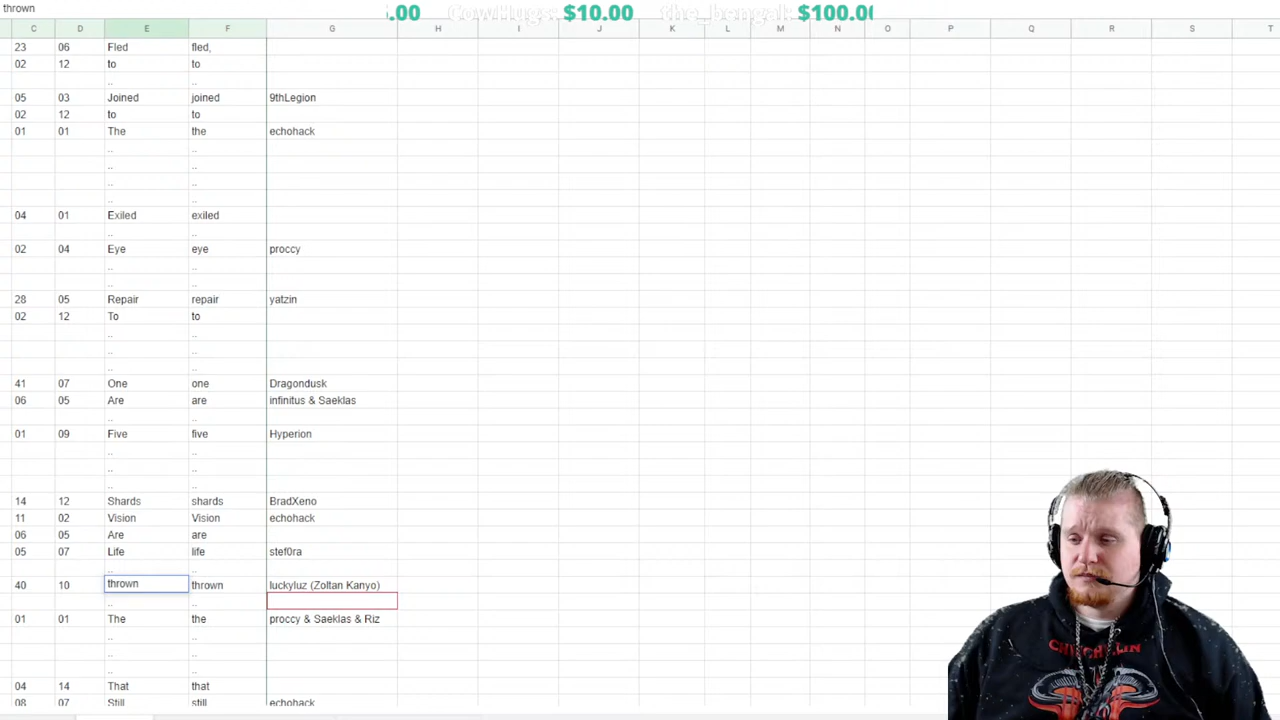 thrown
.00 CowHugs: $10.00 the_bengal: $100.00
C D E F G H I J K L M N O P Q R S T
23 06 Fled fled,
02 12 to to
..
05 03 Joined joined 9thLegion
02 12 to to
01 01 The the echohack
.. ..
.. ..
.. ..
.. ..
04 01 Exiled exiled
.. ..
02 04 Eye eye proccy
.. ..
.. ..
28 05 Repair repair yatzin
02 12 To to
.. ..
.. ..
.. ..
41 07 One one Dragondusk
06 05 Are are infinitus & Saeklas
.. ..
01 09 Five five Hyperion
.. ..
.. ..
.. ..
14 12 Shards shards BradXeno
11 02 Vision Vision echohack
06 05 Are are
05 07 Life life stef0ra
.. ..
40 10 thrown thrown luckyluz (Zoltan Kanyo)
.. ..
01 01 The the proccy & Saeklas & Riz
.. ..
.. ..
.. ..
04 14 That that
08 07 Still still echohack